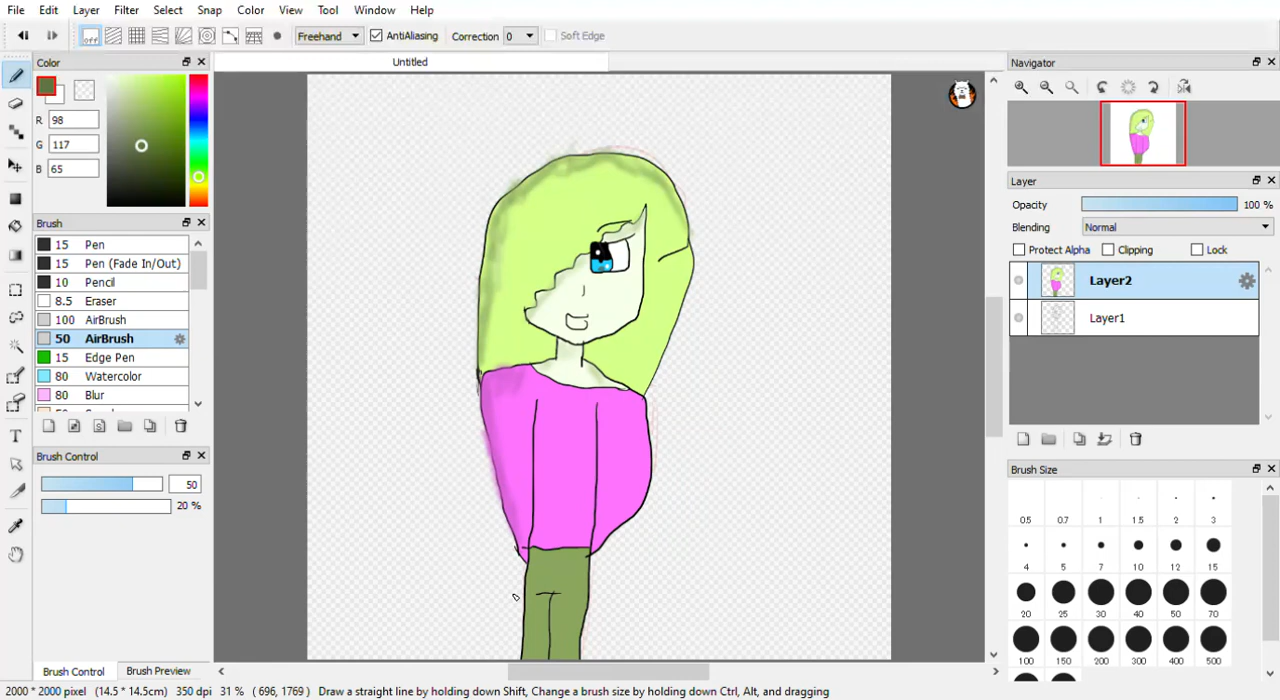 File Edit Layer Filter Select Snap Color View Tool Window Help
off Freehand AntiAliasing Correction 0 Soft Edge
Color
Untitled
Navigator
R 98
G 117
B 65
Layer
Opacity 100 %
Blending Normal
Protect Alpha Clipping Lock
Layer2
Layer1
Brush
15 Pen
15 Pen (Fade In/Out)
10 Pencil
8.5 Eraser
100 AirBrush
50 AirBrush
15 Edge Pen
80 Watercolor
80 Blur
T
Brush Control
50
20 %
Brush Size
0.5 0.7 1 1.5 2 3
4 5 7 10 12 15
20 25 30 40 50 70
100 150 200 300 400 500
Brush Control Brush Preview
2000 * 2000 pixel (14.5 * 14.5cm) 350 dpi 31 % ( 696, 1769) Draw a straight line by holding down Shift, Change a brush size by holding down Ctrl, Alt, and dragging